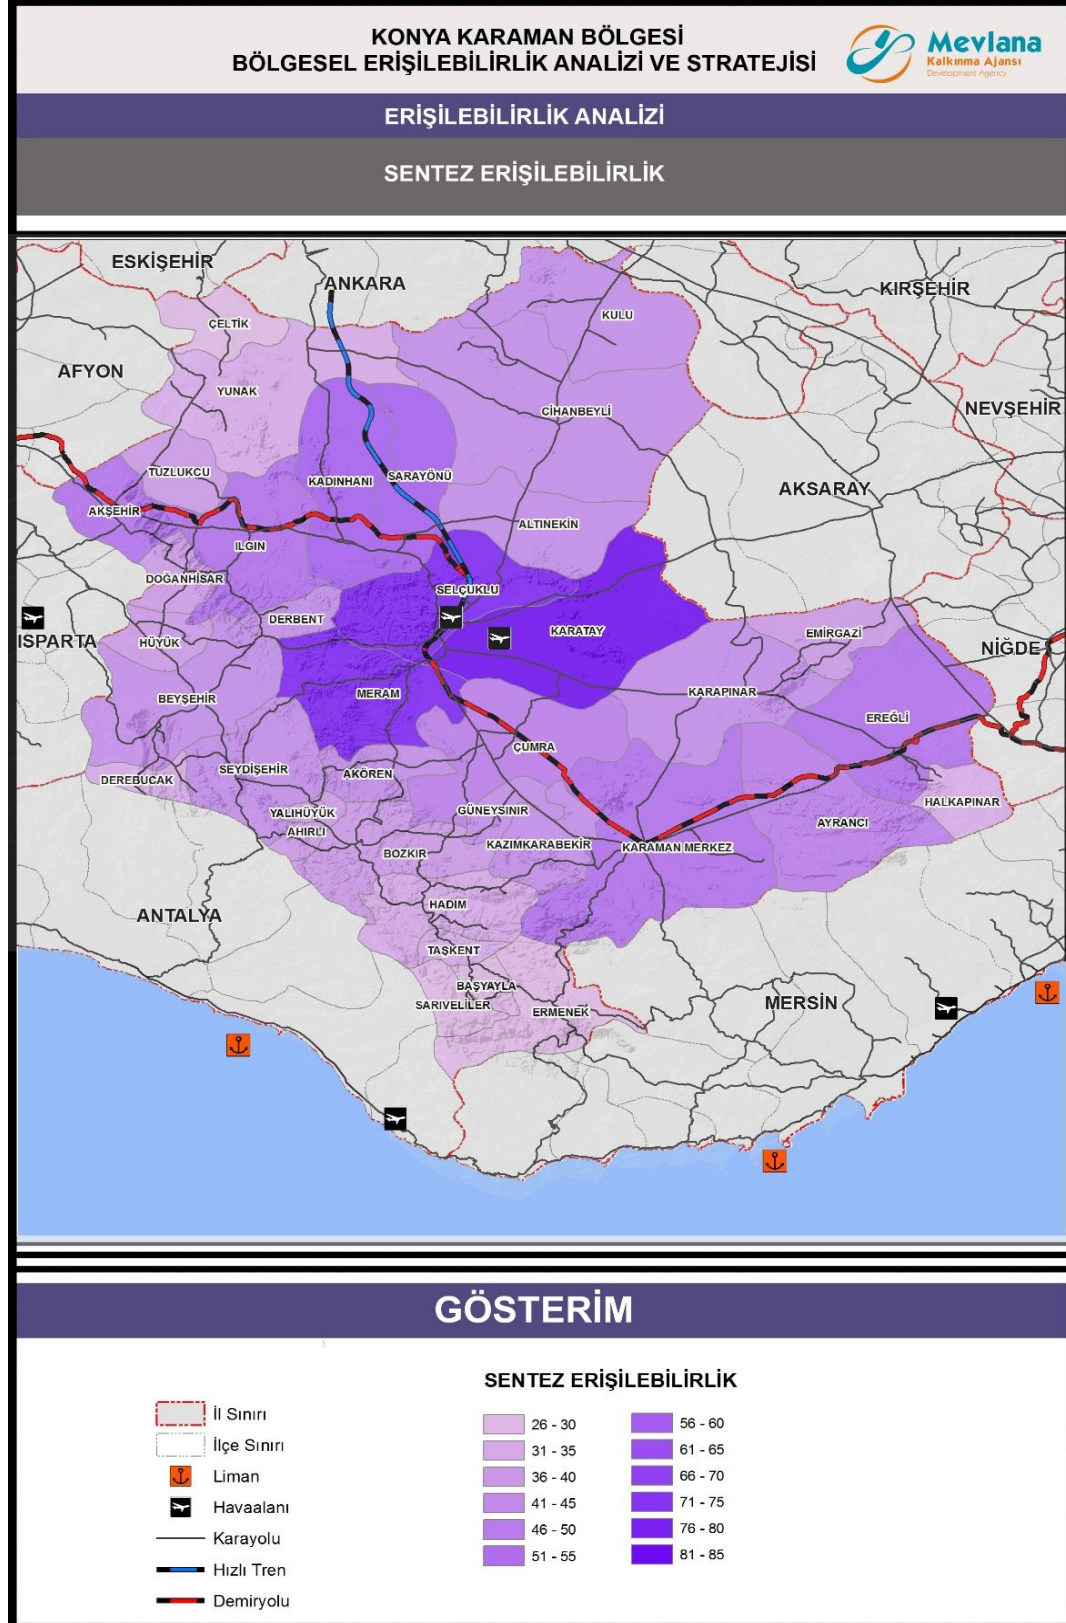 KONYA KARAMAN BÖLGESİ
BÖLGESEL ERİŞİLEBİLİRLİK ANALİZİ VE STRATEJİSİ
Mevlana
Kalkınma Ajansı
Development Agency
ERİŞİLEBİLİRLİK ANALİZİ
SENTEZ ERİŞİLEBİLİRLİK
ESKİŞEHİR
ANKARA
KIRŞEHİR
KULU
ÇELTİK
AFYON
YUNAK
CİHANBEYLİ
NEVŞEHİR
TUZLUKCU
KADINHANI
SARAYÖNÜ
AKSARAY
AKŞEHİR
ALTINEKİN
ILGIN
DOĞANHİSAR
SELÇUKLU
DERBENT
KARATAY
EMİRGAZİ
ISPARTA
HÜYÜK
NİĞDE
BEYŞEHİR
MERAM
KARAPINAR
EREĞLİ
ÇUMRA
DEREBUCAK
SEYDİŞEHİR
AKÖREN
HALKAPINAR
YALIHÜYÜK
GÜNEYSINIR
AYRANCI
AHIRLI
BOZKIR
KAZIMKARABEKİR
KARAMAN MERKEZ
HADIM
ANTALYA
TAŞKENT
BAŞYAYLA
SARIVELİLER
ERMENEK
MERSİN
GÖSTERİM
SENTEZ ERİŞİLEBİLİRLİK
İl Sınırı
İlçe Sınırı
Liman
Havaalanı
Karayolu
Hızlı Tren
Demiryolu
26 - 30
31 - 35
36 - 40
41 - 45
46 - 50
51 - 55
56 - 60
61 - 65
66 - 70
71 - 75
76 - 80
81 - 85